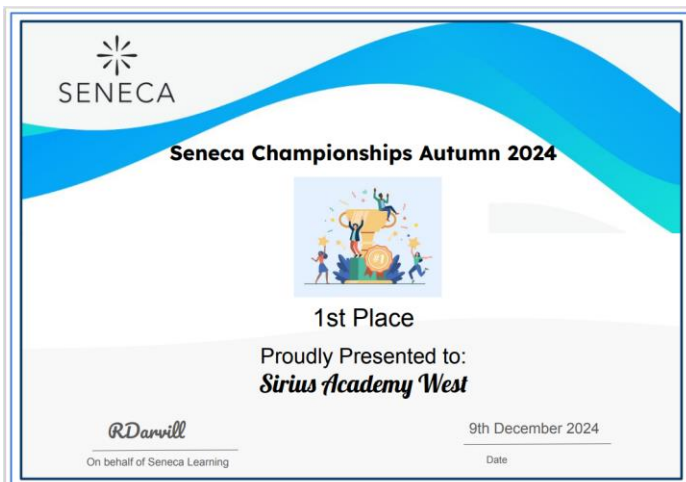 SENECA
Seneca Championships Autumn 2024
#1
1st Place
Proudly Presented to:
Sirius Academy West
RDarvill
On behalf of Seneca Learning
9th December 2024
Date